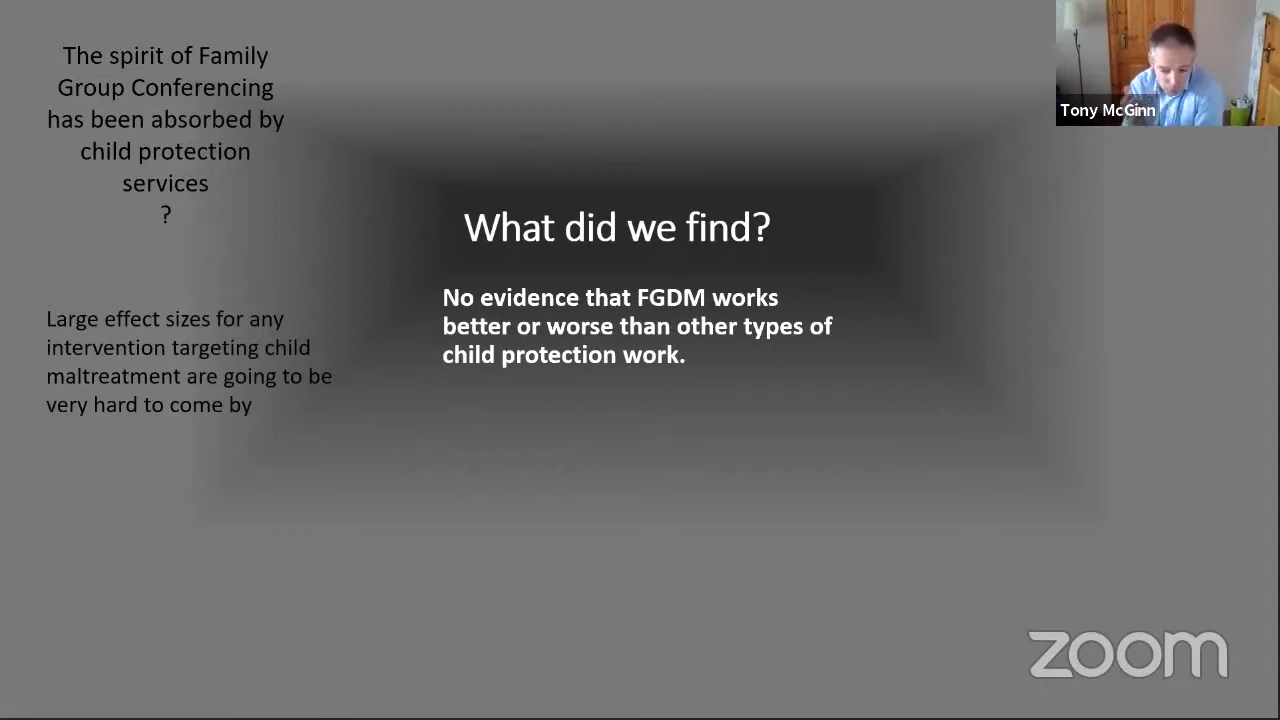 The spirit of Family
Group Conferencing
has been absorbed by
child protection
services
?
Large effect sizes for any
intervention targeting child
maltreatment are going to be
very hard to come by
What did we find?
No evidence that FGDM works
better or worse than other types of
child protection work.
Tony McGinn
zoom